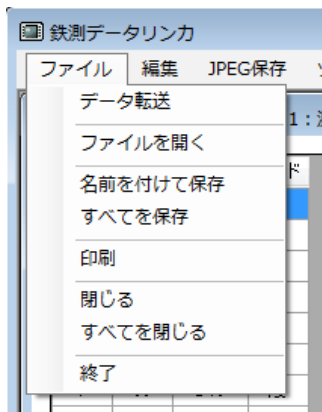 鉄測データリンカ
ファイル 編集 JPEG保存
データ転送
1：
ファイルを開く
ド
名前を付けて保存
すべてを保存
印刷
閉じる
すべてを閉じる
終了